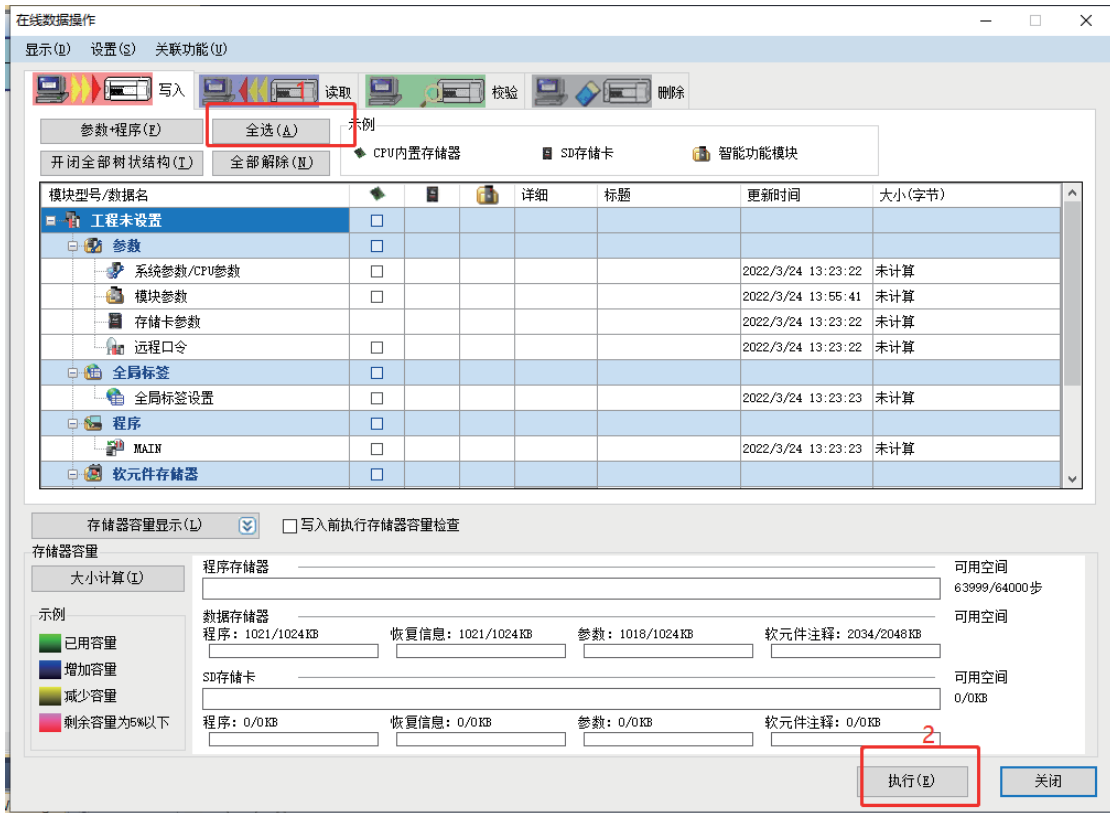 在线数据操作
显示(D) 设置(S) 关联功能(U)
写入 读取 校验 删除
1
参数+程序(F) 全选(A) 示例
开闭全部树状结构(T) 全部解除(N) CPU内置存储器 SD存储卡 智能功能模块
模块型号/数据名 详细 标题 更新时间 大小(字节)
工程未设置
参数
系统参数/CPU参数 2022/3/24 13:23:22 未计算
模块参数 2022/3/24 13:55:41 未计算
存储卡参数 2022/3/24 13:23:22 未计算
远程口令 2022/3/24 13:23:22 未计算
全局标签
全局标签设置 2022/3/24 13:23:23 未计算
程序
MAIN 2022/3/24 13:23:23 未计算
软元件存储器
存储器容量显示(L) 写入前执行存储器容量检查
存储器容量
大小计算(I)
程序存储器 可用空间
63999/64000步
示例
已用容量
增加容量
减少容量
剩余容量为5%以下
数据存储器 可用空间
程序: 1021/1024KB 恢复信息: 1021/1024KB 参数: 1018/1024KB 软元件注释: 2034/2048KB
SD存储卡 可用空间
0/0KB
程序: 0/0KB 恢复信息: 0/0KB 参数: 0/0KB 软元件注释: 0/0KB
2
执行(E) 关闭